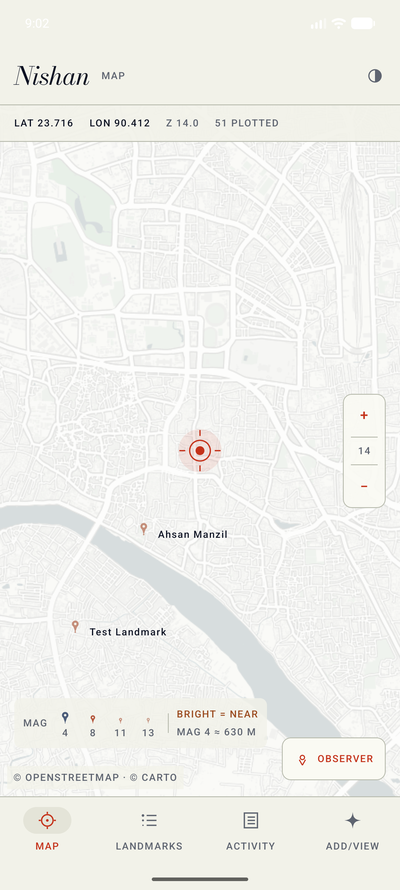 9:02
Nishan MAP
LAT 23.716 LON 90.412 Z 14.0 51 PLOTTED
+
14
−
Ahsan Manzil
Test Landmark
MAG 4 8 11 13
BRIGHT = NEAR
MAG 4 ≈ 630 M
OBSERVER
© OPENSTREETMAP · © CARTO
MAP LANDMARKS ACTIVITY ADD/VIEW